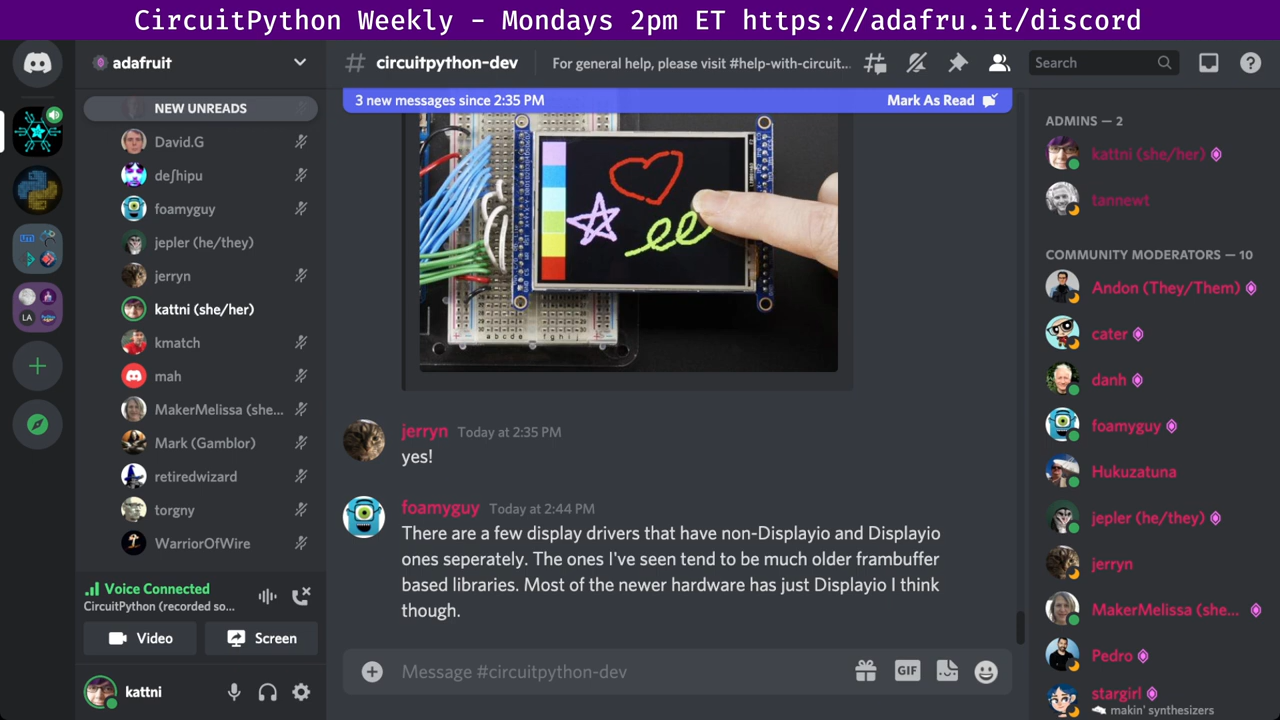 CircuitPython Weekly - Mondays 2pm ET https://adafru.it/discord
adafruit
NEW UNREADS
David.G
de∫hipu
foamyguy
jepler (he/they)
jerryn
kattni (she/her)
kmatch
mah
MakerMelissa (she...
Mark (Gamblor)
retiredwizard
torgny
WarriorOfWire
Voice Connected
CircuitPython (recorded so...
Video
Screen
kattni
# circuitpython-dev
For general help, please visit #help-with-circuit...
Search
3 new messages since 2:35 PM
Mark As Read
jerryn Today at 2:35 PM
yes!
foamyguy Today at 2:44 PM
There are a few display drivers that have non-Displayio and Displayio
ones seperately. The ones I've seen tend to be much older frambuffer
based libraries. Most of the newer hardware has just Displayio I think
though.
Message #circuitpython-dev
GIF
ADMINS — 2
kattni (she/her)
tannewt
COMMUNITY MODERATORS — 10
Andon (They/Them)
cater
danh
foamyguy
Hukuzatuna
jepler (he/they)
jerryn
MakerMelissa (she...
Pedro
stargirl
makin' synthesizers